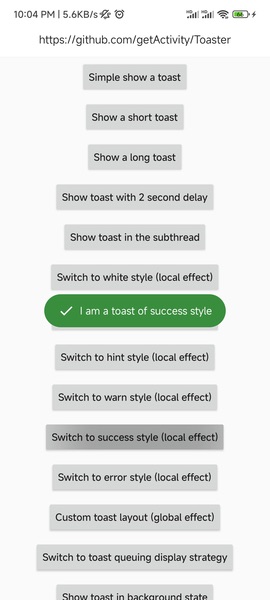 10:04 PM | 5.6KB/s
https://github.com/getActivity/Toaster
Simple show a toast
Show a short toast
Show a long toast
Show toast with 2 second delay
Show toast in the subthread
Switch to white style (local effect)
I am a toast of success style
Switch to hint style (local effect)
Switch to warn style (local effect)
Switch to success style (local effect)
Switch to error style (local effect)
Custom toast layout (global effect)
Switch to toast queuing display strategy
Show toast in background state